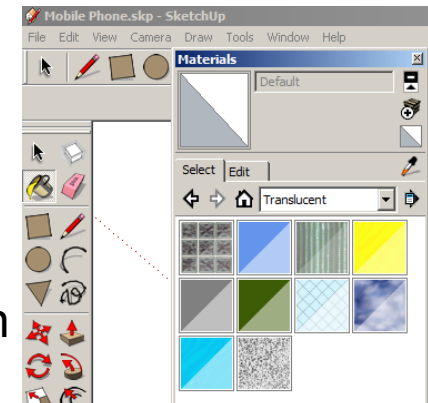 Mobile Phone.skp - SketchUp
File Edit View Camera Draw Tools Window Help
Materials
Default
Select Edit
Translucent
n